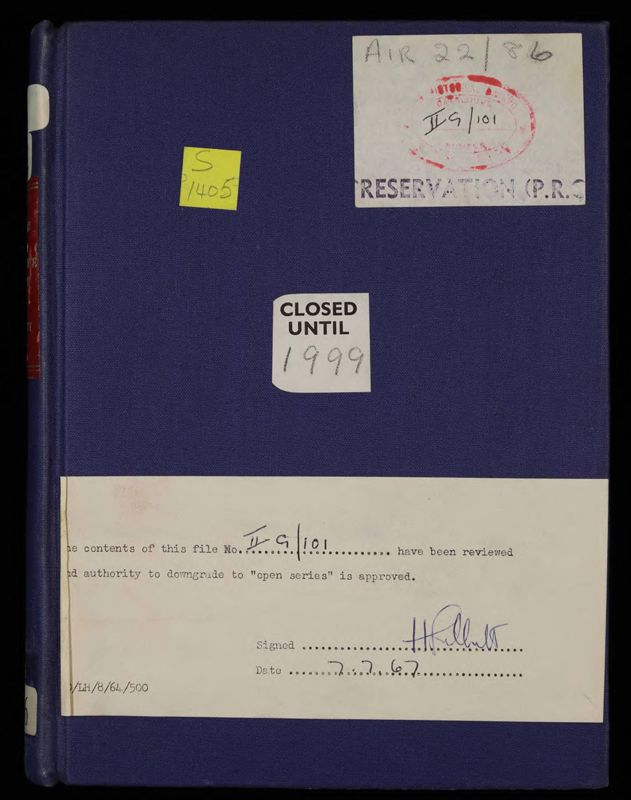 AIR 22/86
II G/101
RESERVATION (P.R.
S
1405
CLOSED
UNTIL
1999
contents of this file No. II G/101 have been reviewed
authority to downgrade to "open series" is approved.
Signed
Date 7.7.67
/LH/8/64/500